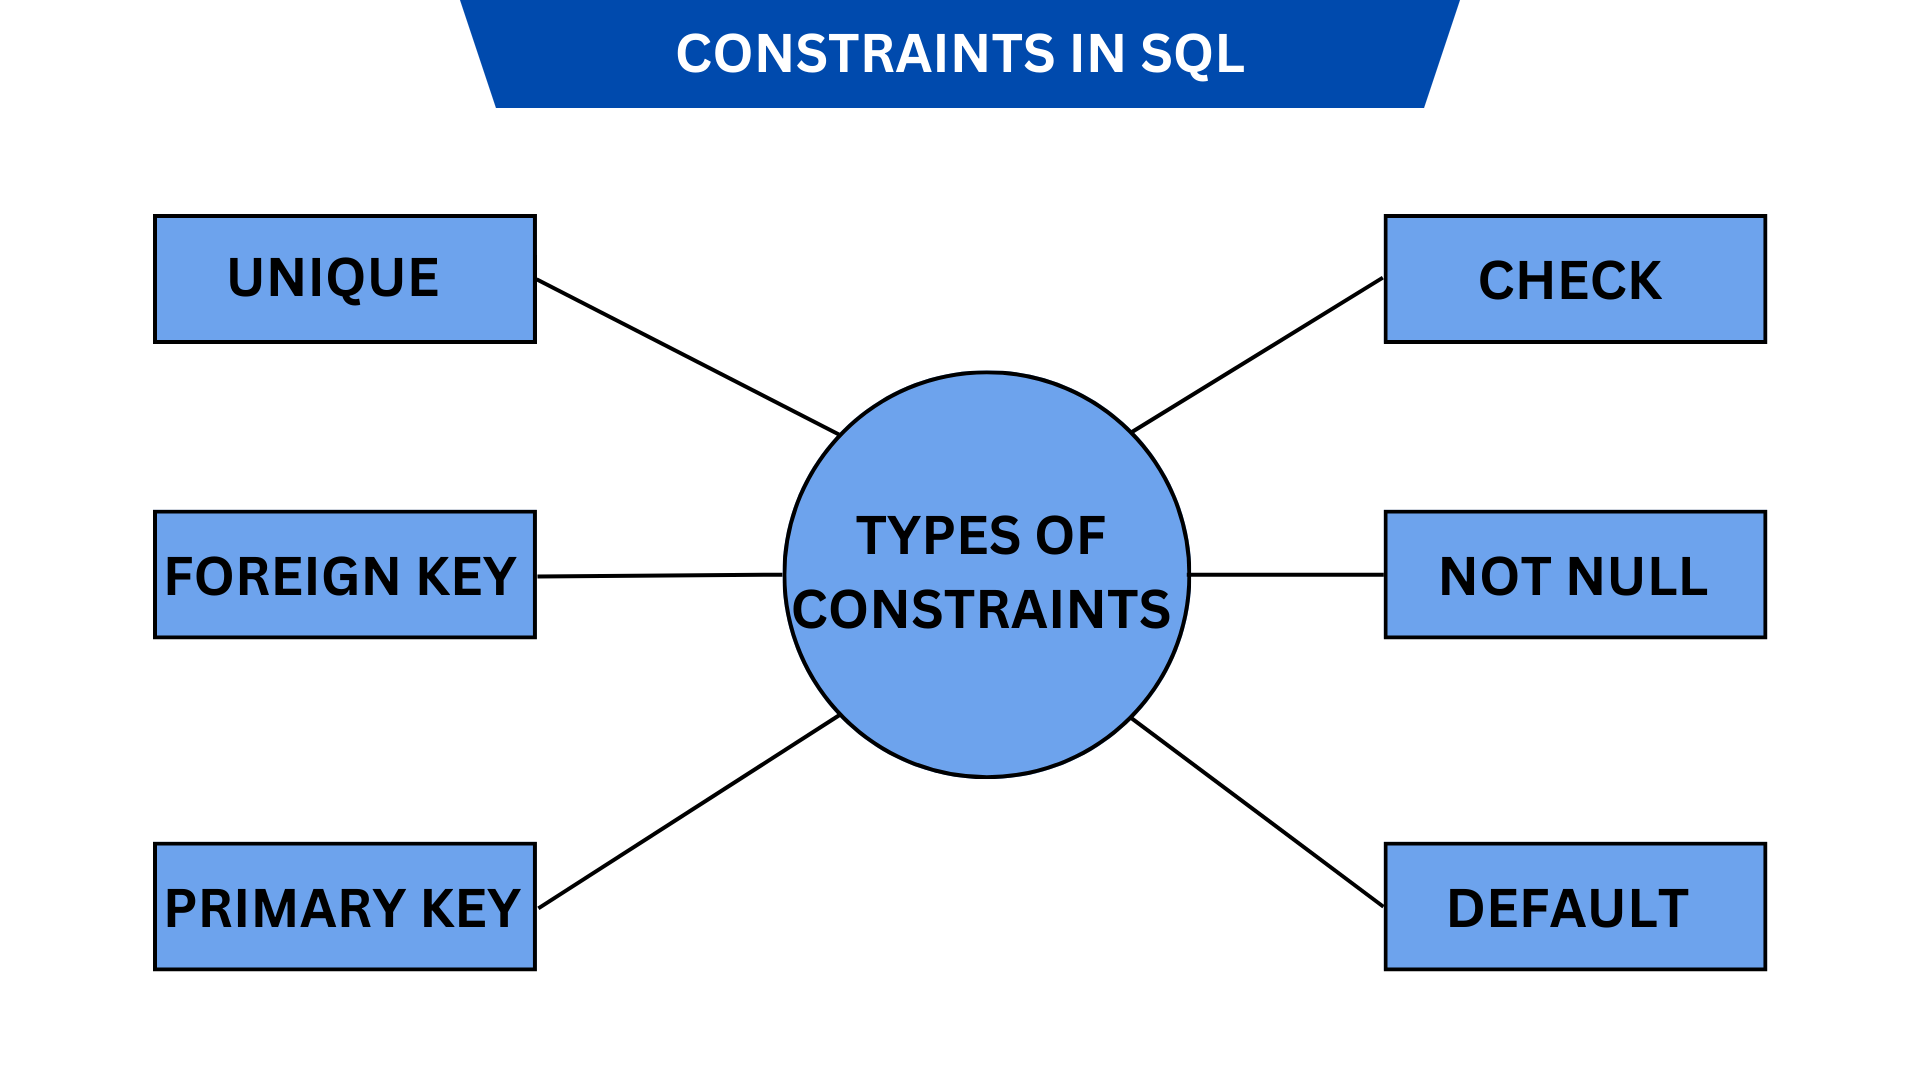 CONSTRAINTS IN SQL
UNIQUE
CHECK
TYPES OF
CONSTRAINTS
FOREIGN KEY
NOT NULL
PRIMARY KEY
DEFAULT